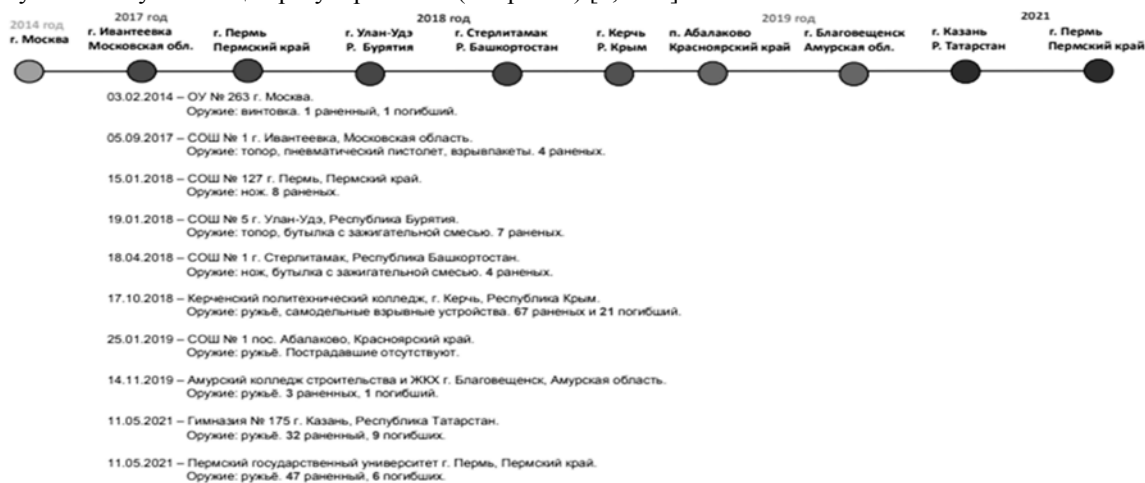 2014 год 2017 год 2018 год 2019 год 2021
г. Москва г. Ивантеевка г. Пермь г. Улан-Удэ г. Стерлитамак г. Керчь п. Абалаково г. Благовещенск г. Казань г. Пермь
Московская обл. Пермский край Р. Бурятия Р. Башкортостан Р. Крым Красноярский край Амурская обл. Р. Татарстан Пермский край
03.02.2014 – ОУ № 263 г. Москва.
Оружие: винтовка. 1 раненный, 1 погибший.
05.09.2017 – СОШ № 1 г. Ивантеевка, Московская область.
Оружие: топор, пневматический пистолет, взрывпакеты. 4 раненых.
15.01.2018 – СОШ № 127 г. Пермь, Пермский край.
Оружие: нож. 8 раненых.
19.01.2018 – СОШ № 5 г. Улан-Удэ, Республика Бурятия.
Оружие: топор, бутылка с зажигательной смесью. 7 раненых.
18.04.2018 – СОШ № 1 г. Стерлитамак, Республика Башкортостан.
Оружие: нож, бутылка с зажигательной смесью. 4 раненых.
17.10.2018 – Керченский политехнический колледж, г. Керчь, Республика Крым.
Оружие: ружьё, самодельные взрывные устройства. 67 раненых и 21 погибший.
25.01.2019 – СОШ № 1 пос. Абалаково, Красноярский край.
Оружие: ружьё. Пострадавшие отсутствуют.
14.11.2019 – Амурский колледж строительства и ЖКХ г. Благовещенск, Амурская область.
Оружие: ружьё. 3 раненных, 1 погибший.
11.05.2021 – Гимназия № 175 г. Казань, Республика Татарстан.
Оружие: ружьё. 32 раненный, 9 погибших.
11.05.2021 – Пермский государственный университет г. Пермь, Пермский край.
Оружие: ружьё. 47 раненный, 6 погибших.